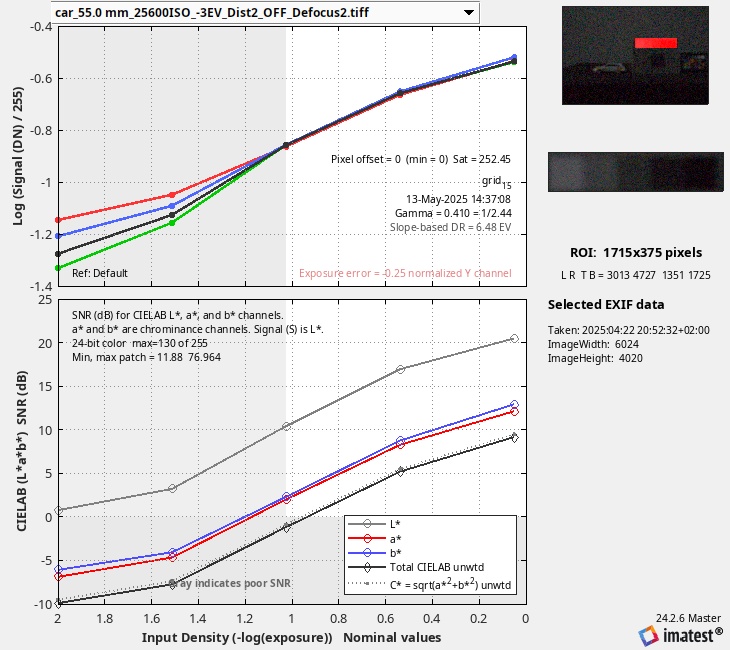 car_55.0 mm_25600ISO_-3EV_Dist2_OFF_Defocus2.tiff
-0.4
-0.6
-0.8
-1
-1.2
-1.4
Log (Signal (DN) / 255)
Pixel offset = 0 (min = 0) Sat = 252.45
grid15
13-May-2025 14:37:08
Gamma = 0.410 = 1/2.44
Slope-based DR = 6.48 EV
Ref: Default
Exposure error = -0.25 normalized Y channel
ROI: 1715x375 pixels
L R T B = 3013 4727 1351 1725
Selected EXIF data
Taken: 2025:04:22 20:52:32+02:00
ImageWidth: 6024
ImageHeight: 4020
25
20
15
10
5
0
-5
-10
CIELAB (L*a*b*) SNR (dB)
SNR (dB) for CIELAB L*, a*, and b* channels.
a* and b* are chrominance channels. Signal (S) is L*.
24-bit color max=130 of 255
Min, max patch = 11.88 76.964
L*
a*
b*
Total CIELAB unwtd
C* = sqrt(a*2+b*2) unwtd
Gray indicates poor SNR
2 1.8 1.6 1.4 1.2 1 0.8 0.6 0.4 0.2 0
Input Density (-log(exposure)) Nominal values
24.2.6 Master
imatest®